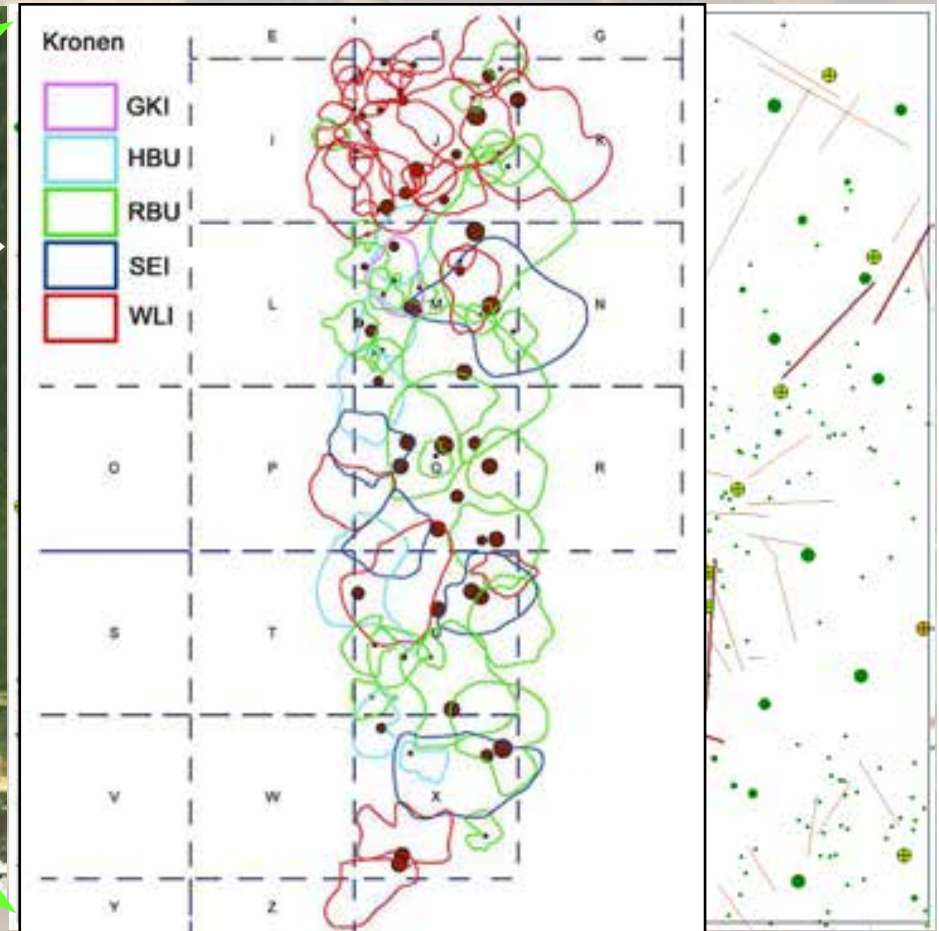 Kronen
GKI
HBU
RBU
SEI
WLI
E F G
I J K
L M N
O P Q R
S T U
V W X
Y Z